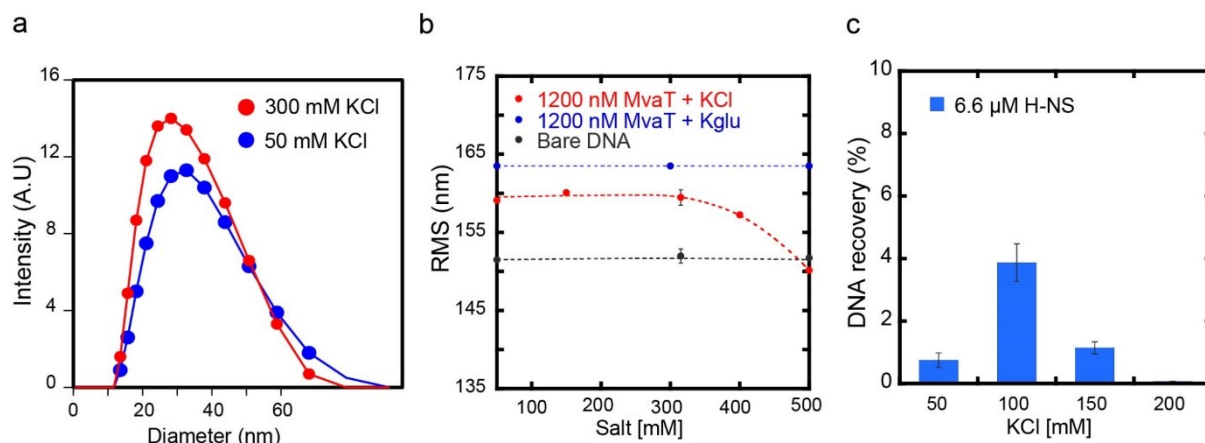 a
16
12
8
4
0
Intensity (A.U)
300 mM KCl
50 mM KCl
0 20 40 60
Diameter (nm)
b
175
165
155
145
135
RMS (nm)
1200 nM MvaT + KCl
1200 nM MvaT + Kglu
Bare DNA
100 200 300 400 500
Salt [mM]
c
10
8
6
4
2
0
DNA recovery (%)
6.6 µM H-NS
50 100 150 200
KCl [mM]